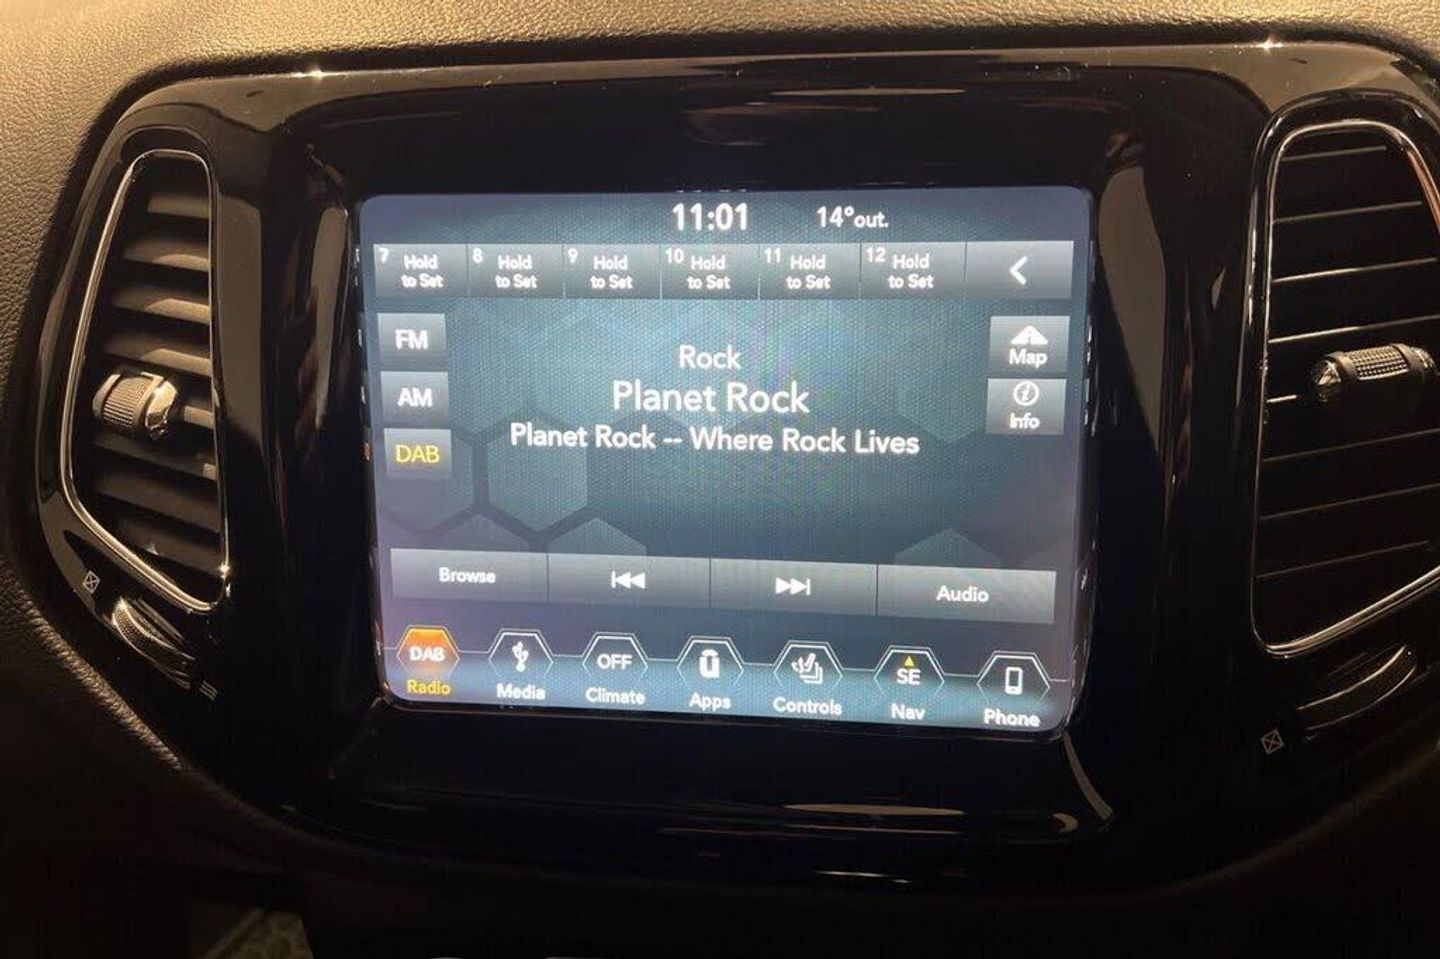 11:01 14°out.
7 Hold to Set 8 Hold to Set 9 Hold to Set 10 Hold to Set 11 Hold to Set 12 Hold to Set
FM
Map
Rock
AM
Planet Rock
Info
Planet Rock -- Where Rock Lives
DAB
Browse Audio
DAB OFF SE
Radio Media Climate Apps Controls Nav Phone